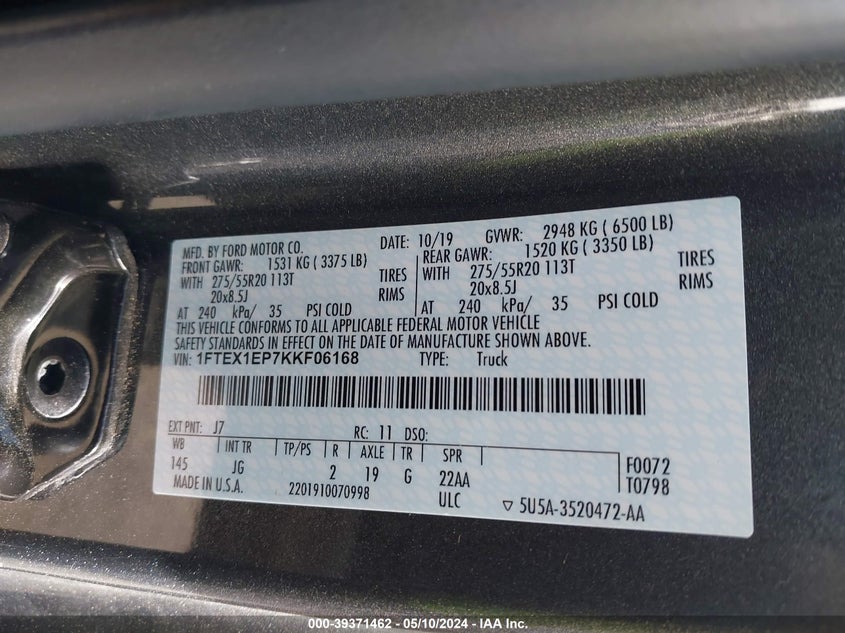 MFD. BY FORD MOTOR CO.
DATE: 10/19 GVWR: 2948 KG ( 6500 LB)
FRONT GAWR: 1531 KG ( 3375 LB)
REAR GAWR: 1520 KG ( 3350 LB)
WITH 275/55R20 113T TIRES
WITH 275/55R20 113T TIRES
20x8.5J RIMS
20x8.5J RIMS
AT 240 kPa/ 35 PSI COLD
AT 240 kPa/ 35 PSI COLD
THIS VEHICLE CONFORMS TO ALL APPLICABLE FEDERAL MOTOR VEHICLE
SAFETY STANDARDS IN EFFECT ON THE DATE OF MANUFACTURE SHOWN ABOVE.
VIN: 1FTEX1EP7KKF06168 TYPE: Truck
EXT PNT: J7 RC: 11 DSO:
WB INT TR TP/PS R AXLE TR SPR
145 JG 2 19 G 22AA
F0072
T0798
MADE IN U.S.A. 2201910070998 ULC ▽ 5U5A-3520472-AA
000-39371462 - 05/10/2024 - IAA Inc.